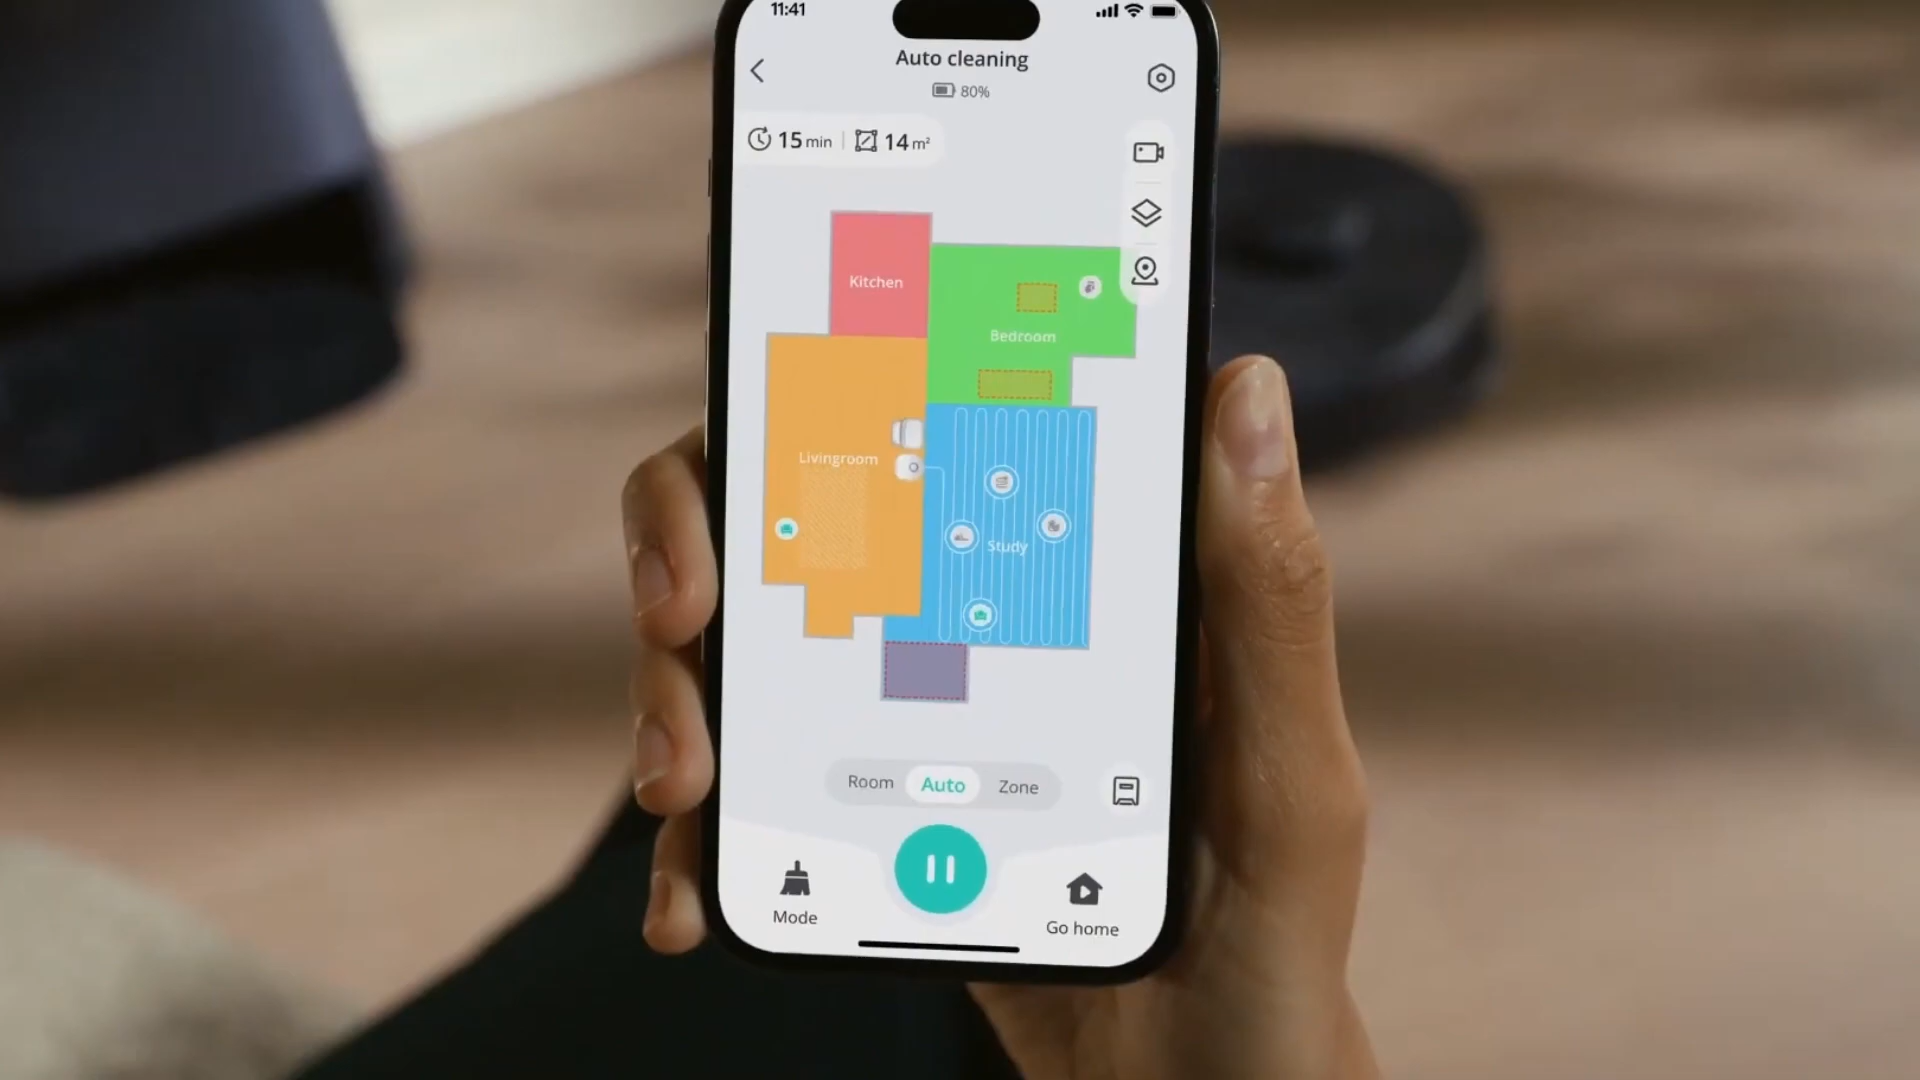 11:41
Auto cleaning
80%
15 min 14 m²
Kitchen
Bedroom
Livingroom
Study
Room Auto Zone
Mode
Go home